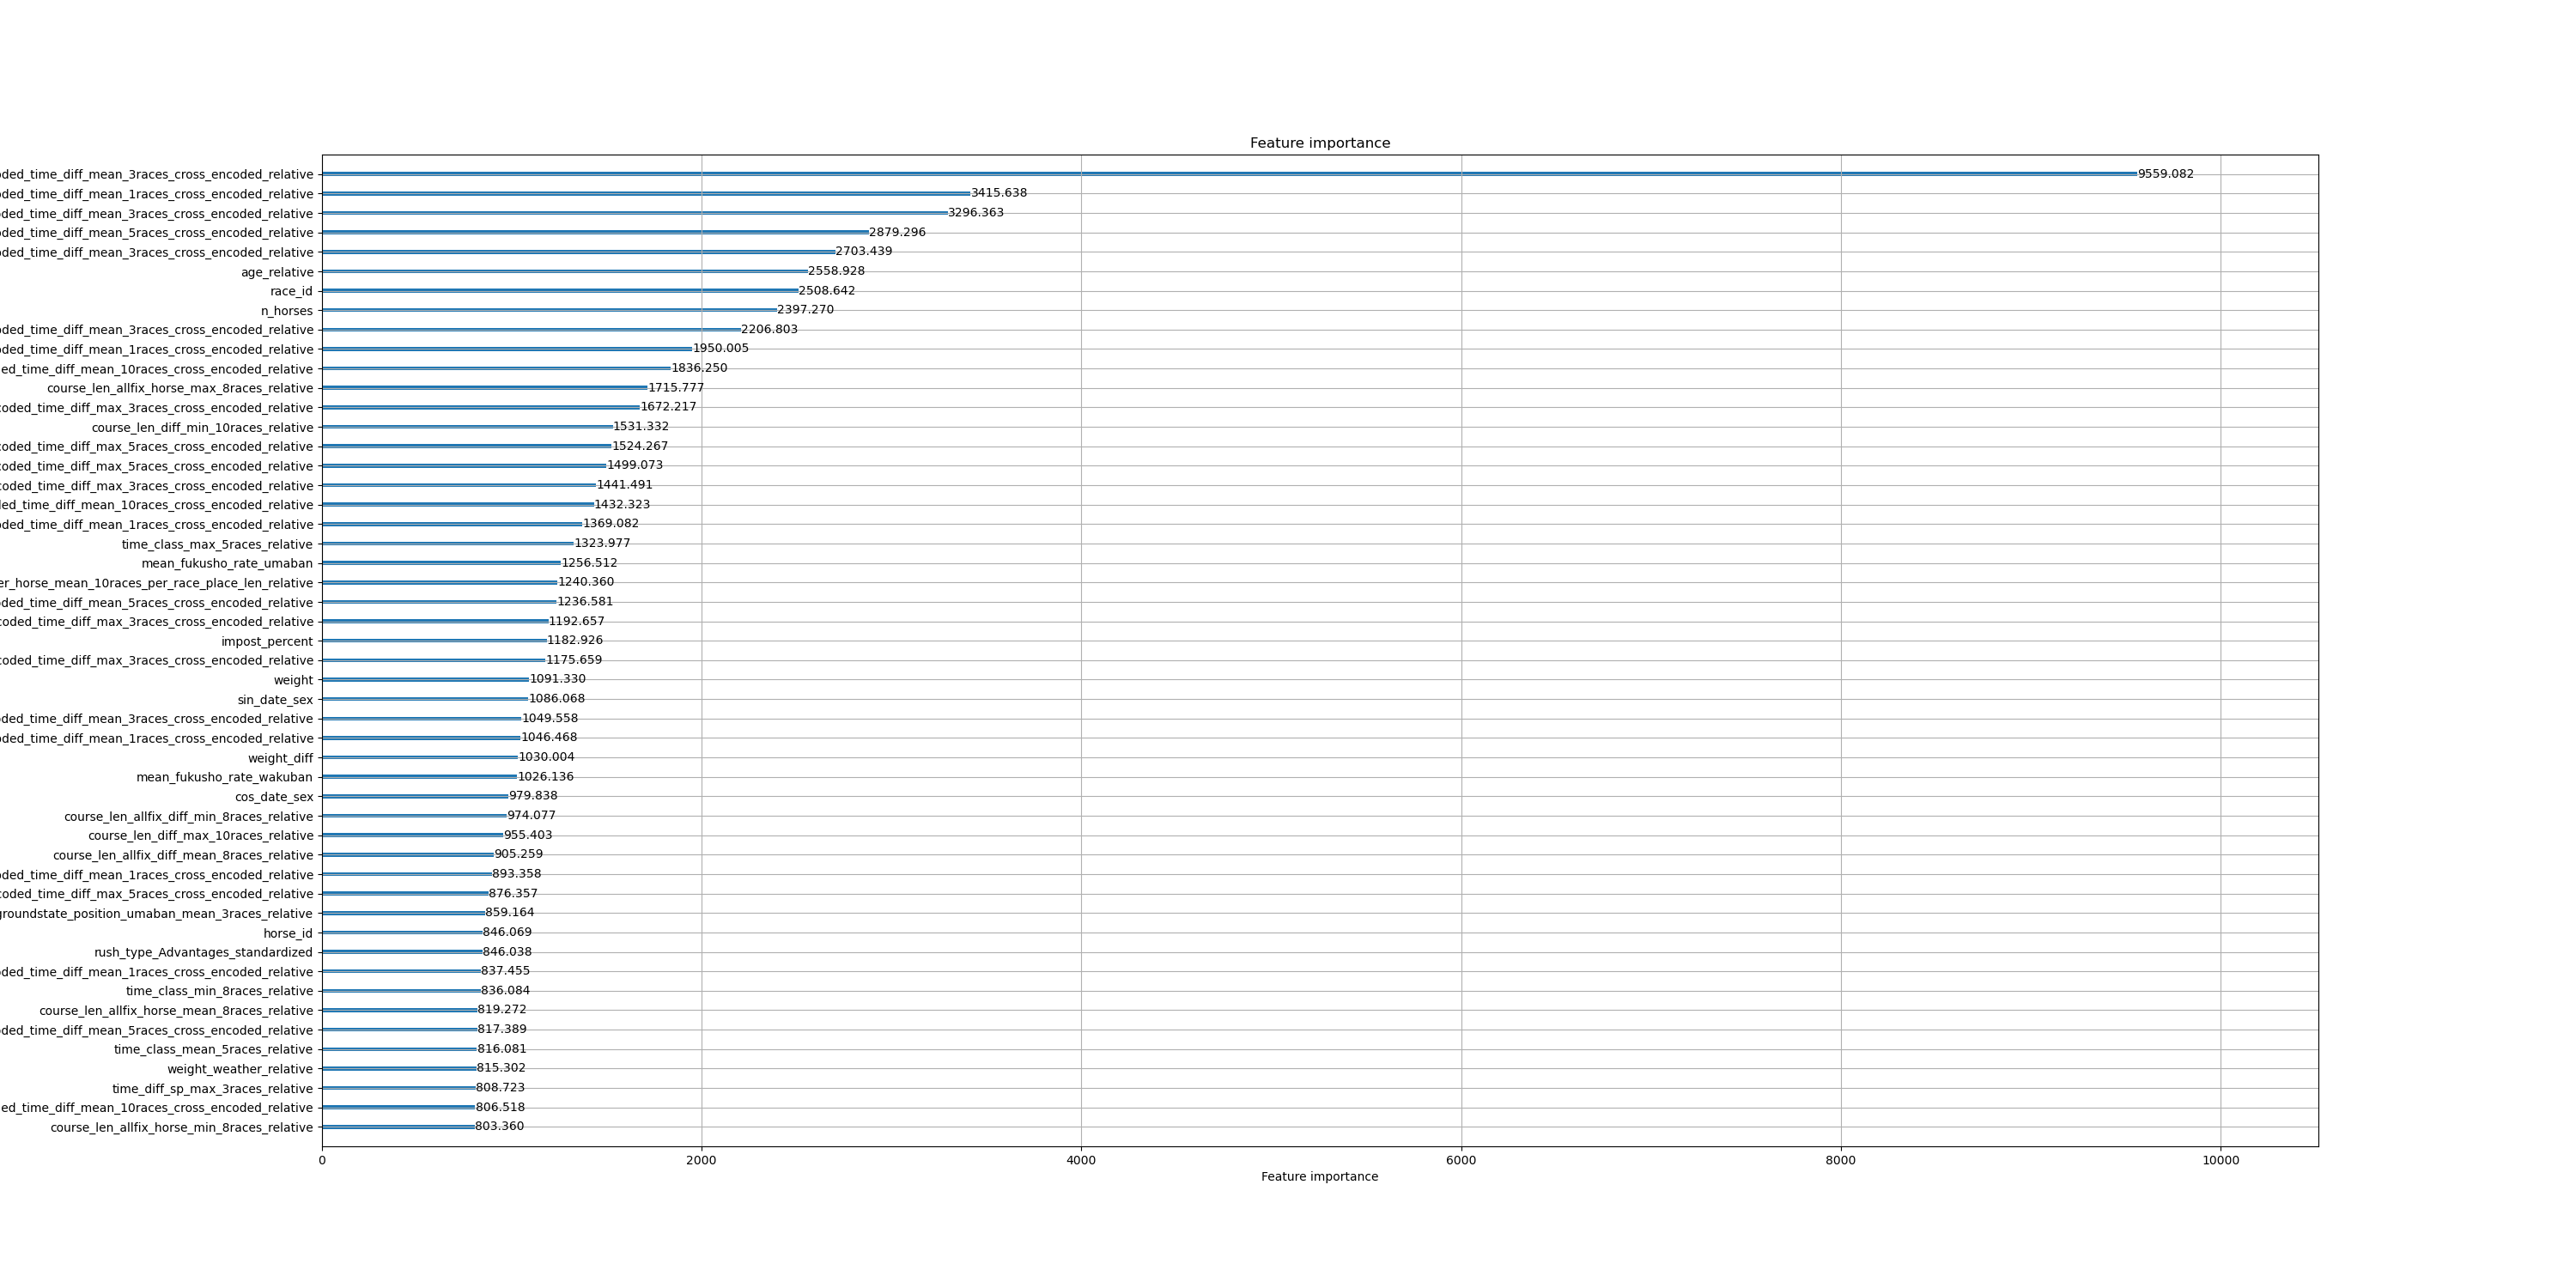 Feature importance
oded_time_diff_mean_3races_cross_encoded_relative 9559.082
oded_time_diff_mean_1races_cross_encoded_relative 3415.638
oded_time_diff_mean_3races_cross_encoded_relative 3296.363
oded_time_diff_mean_5races_cross_encoded_relative 2879.296
oded_time_diff_mean_3races_cross_encoded_relative 2703.439
age_relative 2558.928
race_id 2508.642
n_horses 2397.270
oded_time_diff_mean_3races_cross_encoded_relative 2206.803
oded_time_diff_mean_1races_cross_encoded_relative 1950.005
ed_time_diff_mean_10races_cross_encoded_relative 1836.250
course_len_allfix_horse_max_8races_relative 1715.777
coded_time_diff_max_3races_cross_encoded_relative 1672.217
course_len_diff_min_10races_relative 1531.332
coded_time_diff_max_5races_cross_encoded_relative 1524.267
coded_time_diff_max_5races_cross_encoded_relative 1499.073
coded_time_diff_max_3races_cross_encoded_relative 1441.491
ded_time_diff_mean_10races_cross_encoded_relative 1432.323
oded_time_diff_mean_1races_cross_encoded_relative 1369.082
time_class_max_5races_relative 1323.977
mean_fukusho_rate_umaban 1256.512
er_horse_mean_10races_per_race_place_len_relative 1240.360
oded_time_diff_mean_5races_cross_encoded_relative 1236.581
coded_time_diff_max_3races_cross_encoded_relative 1192.657
impost_percent 1182.926
coded_time_diff_max_3races_cross_encoded_relative 1175.659
weight 1091.330
sin_date_sex 1086.068
oded_time_diff_mean_3races_cross_encoded_relative 1049.558
oded_time_diff_mean_1races_cross_encoded_relative 1046.468
weight_diff 1030.004
mean_fukusho_rate_wakuban 1026.136
cos_date_sex 979.838
course_len_allfix_diff_min_8races_relative 974.077
course_len_diff_max_10races_relative 955.403
course_len_allfix_diff_mean_8races_relative 905.259
oded_time_diff_mean_1races_cross_encoded_relative 893.358
coded_time_diff_max_5races_cross_encoded_relative 876.357
groundstate_position_umaban_mean_3races_relative 859.164
horse_id 846.069
rush_type_Advantages_standardized 846.038
oded_time_diff_mean_1races_cross_encoded_relative 837.455
time_class_min_8races_relative 836.084
course_len_allfix_horse_mean_8races_relative 819.272
oded_time_diff_mean_5races_cross_encoded_relative 817.389
time_class_mean_5races_relative 816.081
weight_weather_relative 815.302
time_diff_sp_max_3races_relative 808.723
ed_time_diff_mean_10races_cross_encoded_relative 806.518
course_len_allfix_horse_min_8races_relative 803.360
0 2000 4000 6000 8000 10000
Feature importance